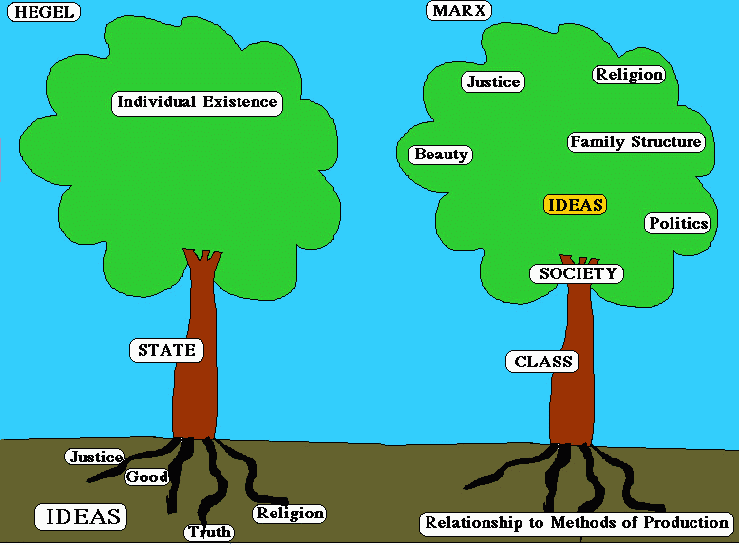 HEGEL
Individual Existence
STATE
Justice
Good
IDEAS
Truth
Religion
MARX
Justice
Religion
Beauty
Family Structure
IDEAS
Politics
SOCIETY
CLASS
Relationship to Methods of Production